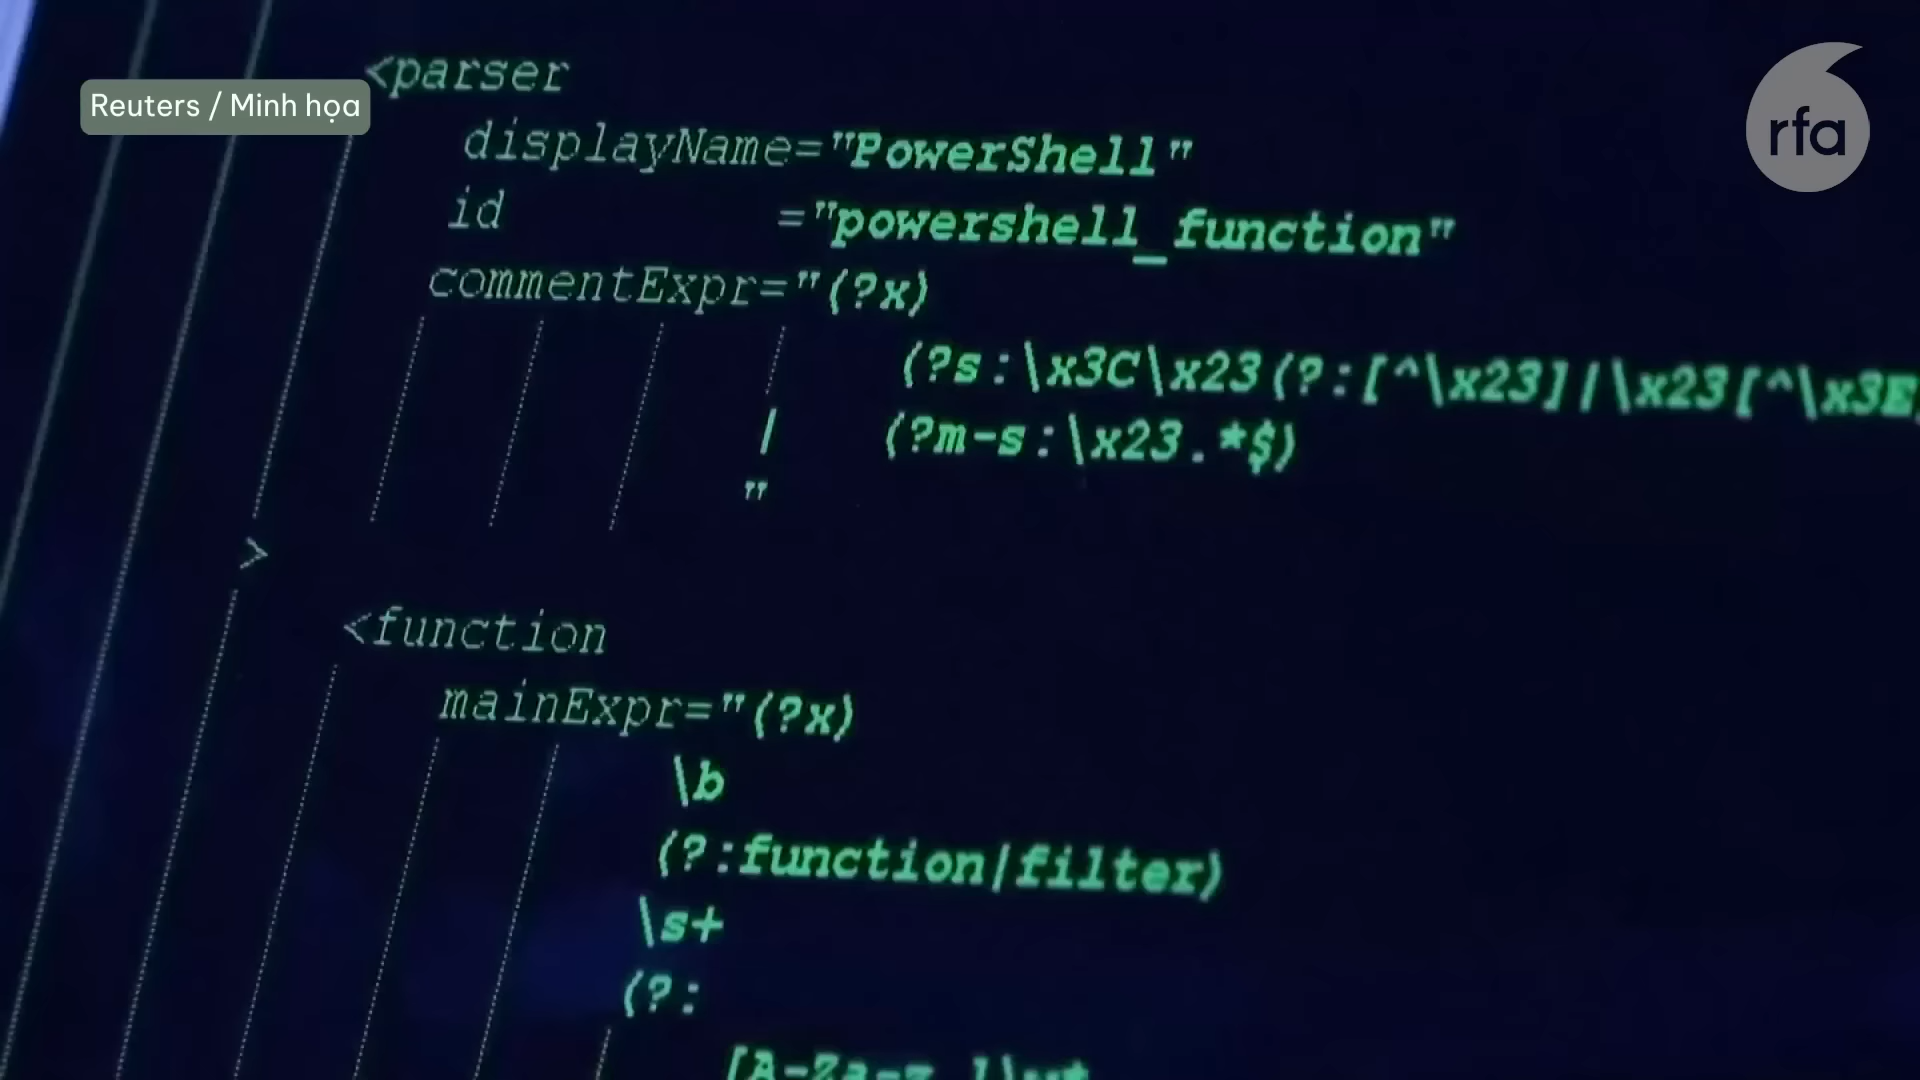 Reuters / Minh họa
rfa
<parser
displayName="PowerShell"
id ="powershell_function"
commentExpr="(?x)
(?s:\x3C\x23(?:[^\x23]|\x23[^\x3E
| (?m-s:\x23.*$)
"
>
<function
mainExpr="(?x)
\b
(?:function|filter)
\s+
(?: